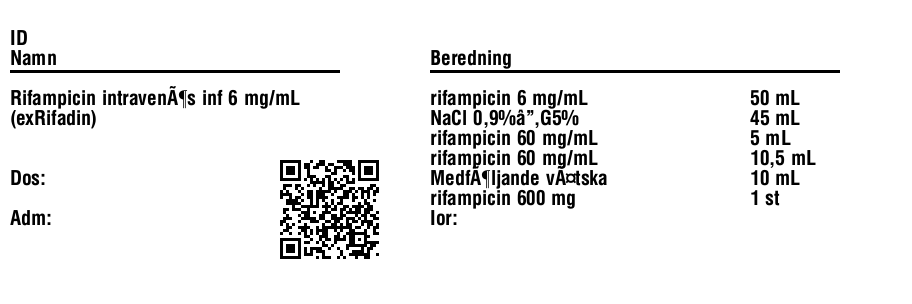 ID
Namn
Rifampicin intravenÃ¶s inf 6 mg/mL
(exRifadin)
Dos:
Adm:
Beredning
rifampicin 6 mg/mL 50 mL
NaCl 0,9%â”‚G5% 45 mL
rifampicin 60 mg/mL 5 mL
rifampicin 60 mg/mL 10,5 mL
MedfÃ¶ljande vÃ¤tska 10 mL
rifampicin 600 mg 1 st
lor: